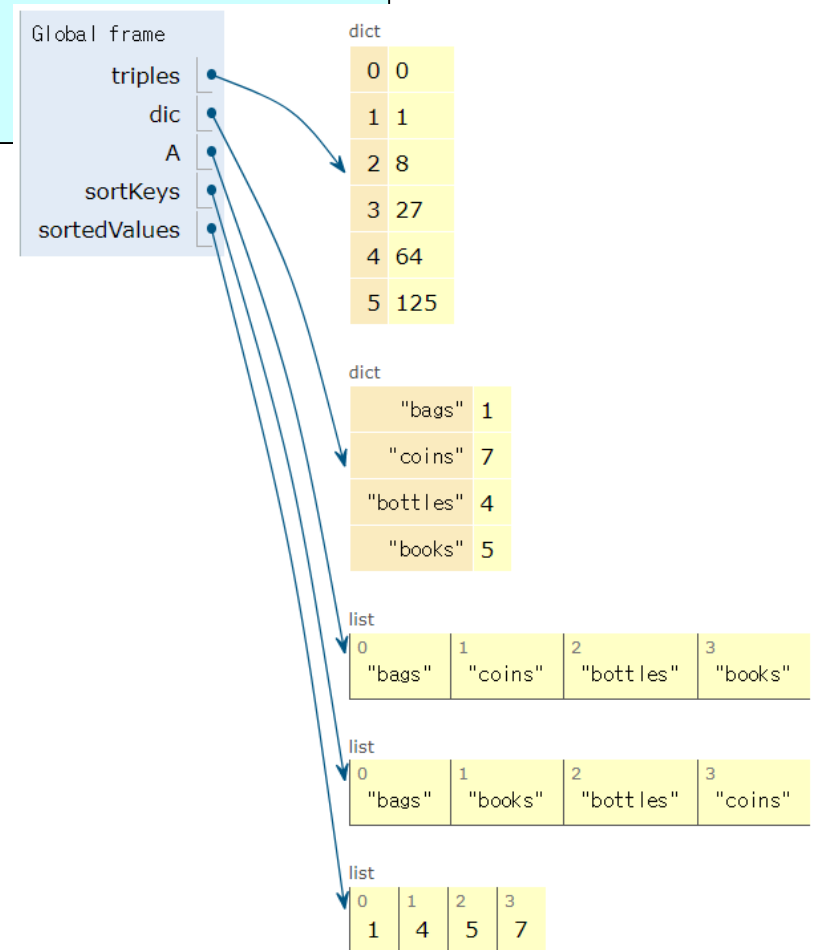 Global frame
triples
dic
A
sortKeys
sortedValues
dict
0 0
1 1
2 8
3 27
4 64
5 125
dict
"bags" 1
"coins" 7
"bottles" 4
"books" 5
list
0 1 2 3
"bags" "coins" "bottles" "books"
list
0 1 2 3
"bags" "books" "bottles" "coins"
list
0 1 2 3
1 4 5 7